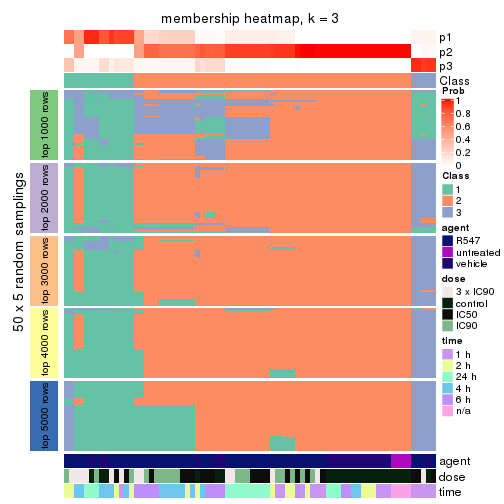 membership heatmap, k = 3
p1
p2
p3
Class
50 x 5 random samplings
top 1000 rows
top 2000 rows
top 3000 rows
top 4000 rows
top 5000 rows
agent
dose
time
Prob
1
0.8
0.6
0.4
0.2
0
Class
1
2
3
agent
R547
untreated
vehicle
dose
3 x IC90
control
IC50
IC90
time
1 h
2 h
24 h
4 h
6 h
n/a